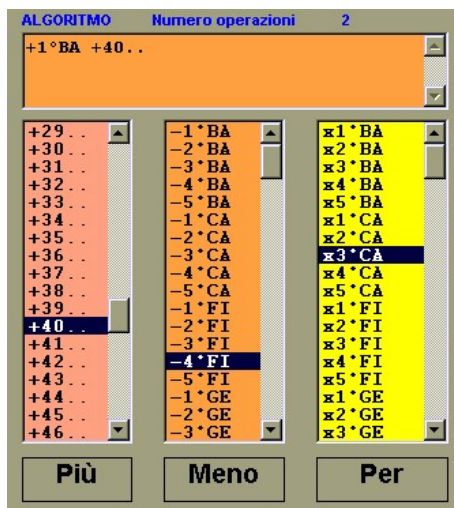 ALGORITMO Numero operazioni 2
+1°BA +40..
+29..
+30..
+31..
+32..
+33..
+34..
+35..
+36..
+37..
+38..
+39..
+40..
+41..
+42..
+43..
+44..
+45..
+46..
-1°BA
-2°BA
-3°BA
-4°BA
-5°BA
-1°CA
-2°CA
-3°CA
-4°CA
-5°CA
-1°FI
-2°FI
-3°FI
-4°FI
-5°FI
-1°GE
-2°GE
-3°GE
x1°BA
x2°BA
x3°BA
x4°BA
x5°BA
x1°CA
x2°CA
x3°CA
x4°CA
x5°CA
x1°FI
x2°FI
x3°FI
x4°FI
x5°FI
x1°GE
x2°GE
x3°GE
Più Meno Per